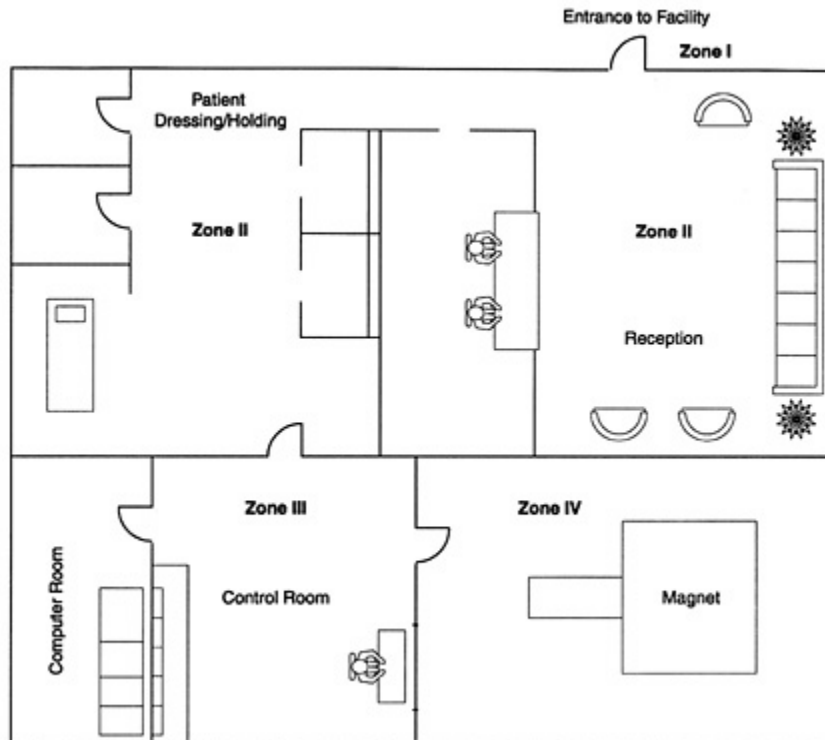 Entrance to Facility
Zone I
Patient
Dressing/Holding
Zone II
Zone II
Reception
Zone III
Zone IV
Computer Room
Control Room
Magnet